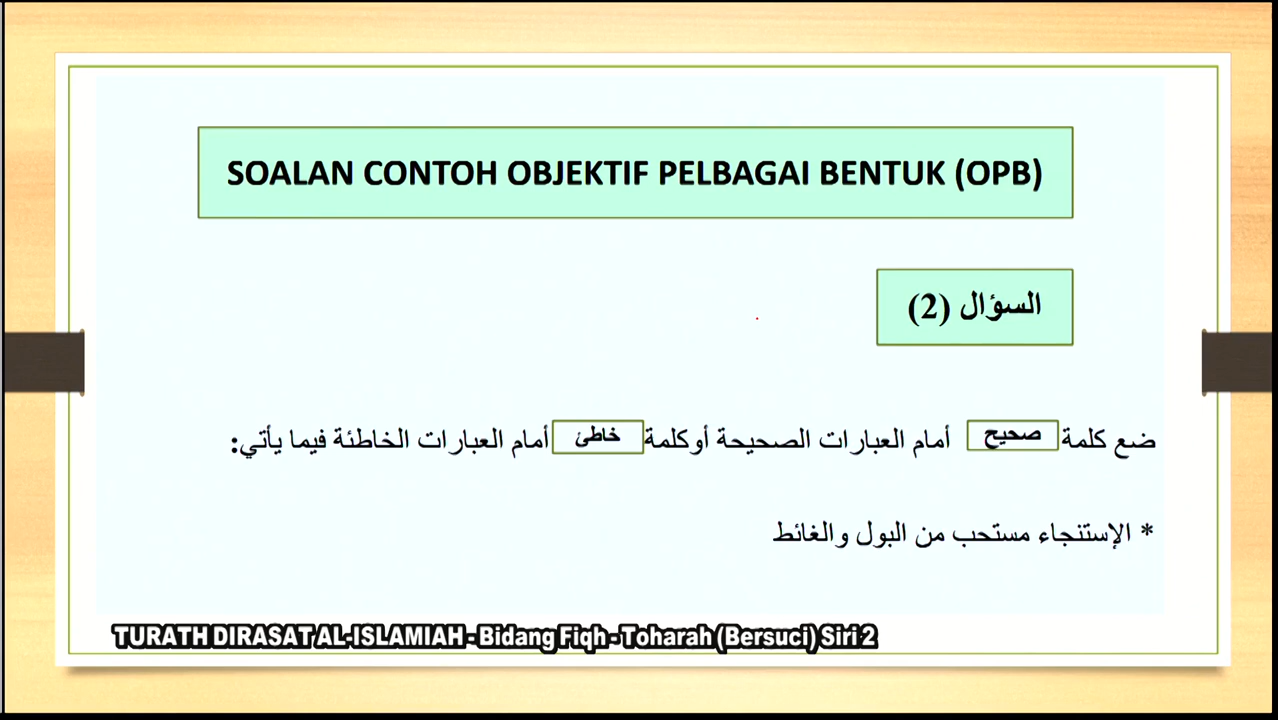 SOALAN CONTOH OBJEKTIF PELBAGAI BENTUK (OPB)
السؤال (2)
ضع كلمة صحيح أمام العبارات الصحيحة أوكلمة خاطئ أمام العبارات الخاطئة فيما يأتي:
* الإستنجاء مستحب من البول والغائط
TURATH DIRASAT AL-ISLAMIAH - Bidang Fiqh - Toharah (Bersuci) Siri 2